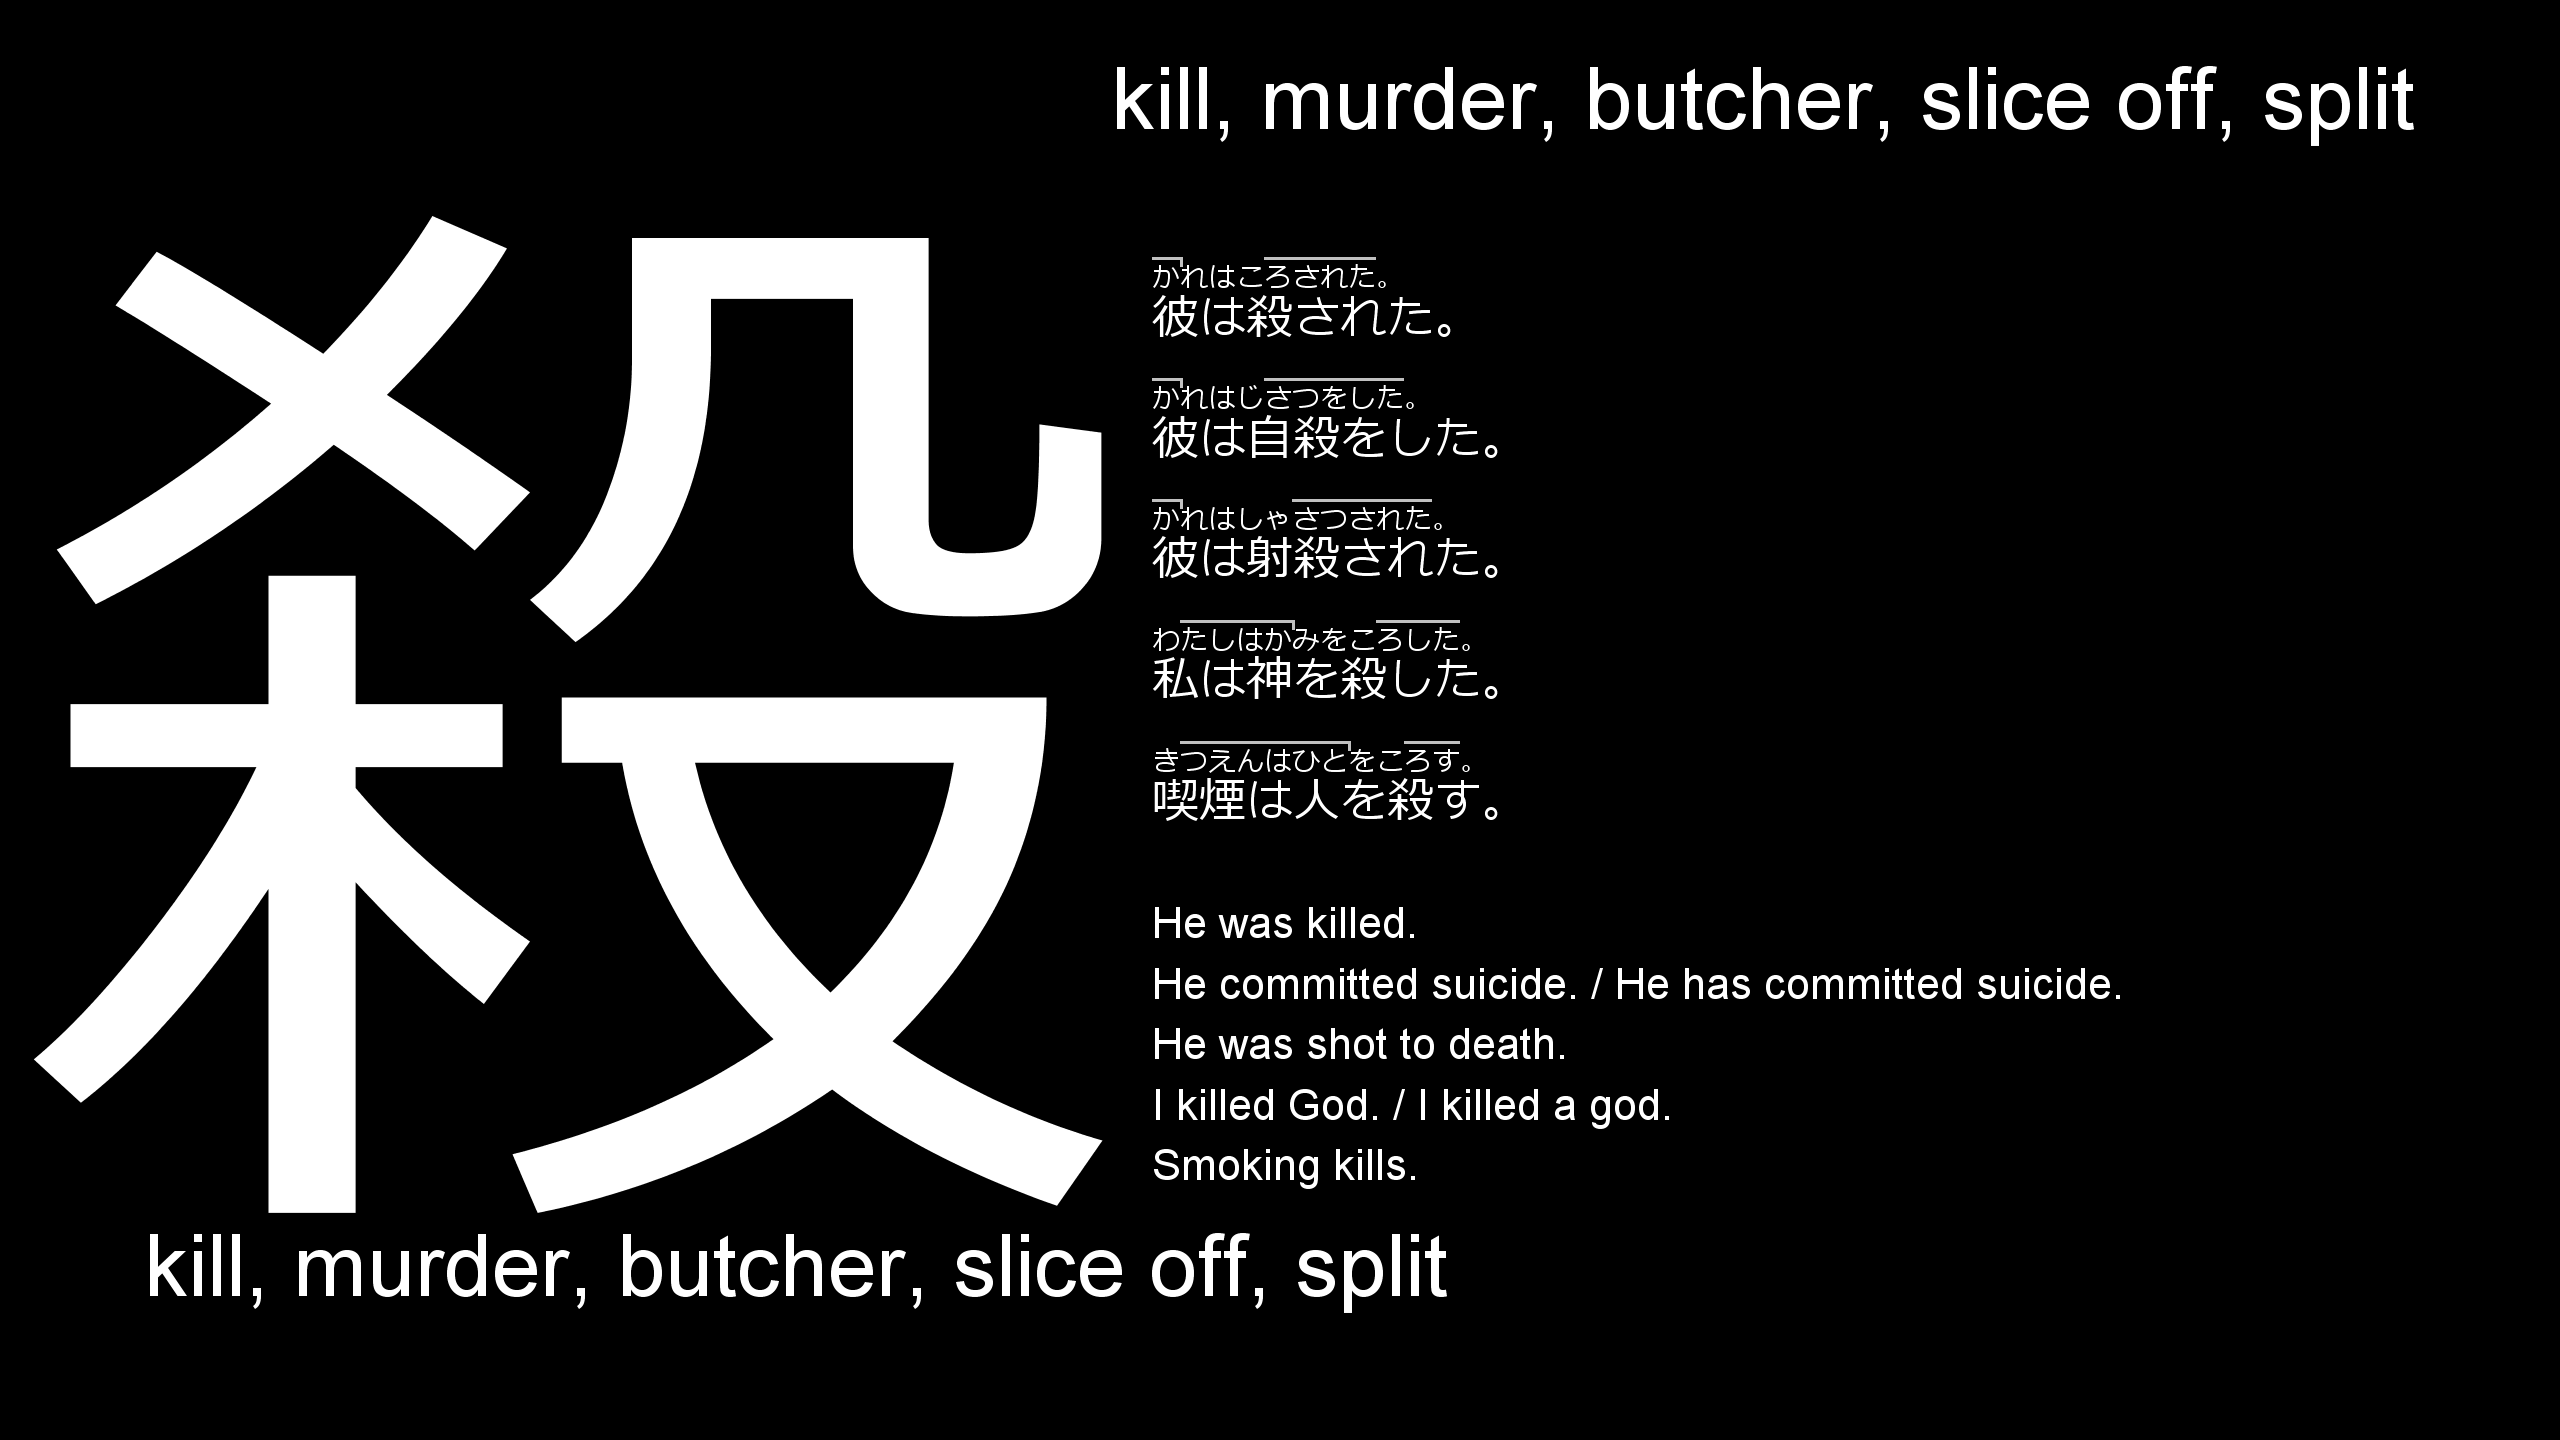 kill, murder, butcher, slice off, split
殺
かれはころされた。
彼は殺された。
かれはじさつをした。
彼は自殺をした。
かれはしゃさつされた。
彼は射殺された。
わたしはかみをころした。
私は神を殺した。
きつえんはひとをころす。
喫煙は人を殺す。
He was killed.
He committed suicide. / He has committed suicide.
He was shot to death.
I killed God. / I killed a god.
Smoking kills.
kill, murder, butcher, slice off, split